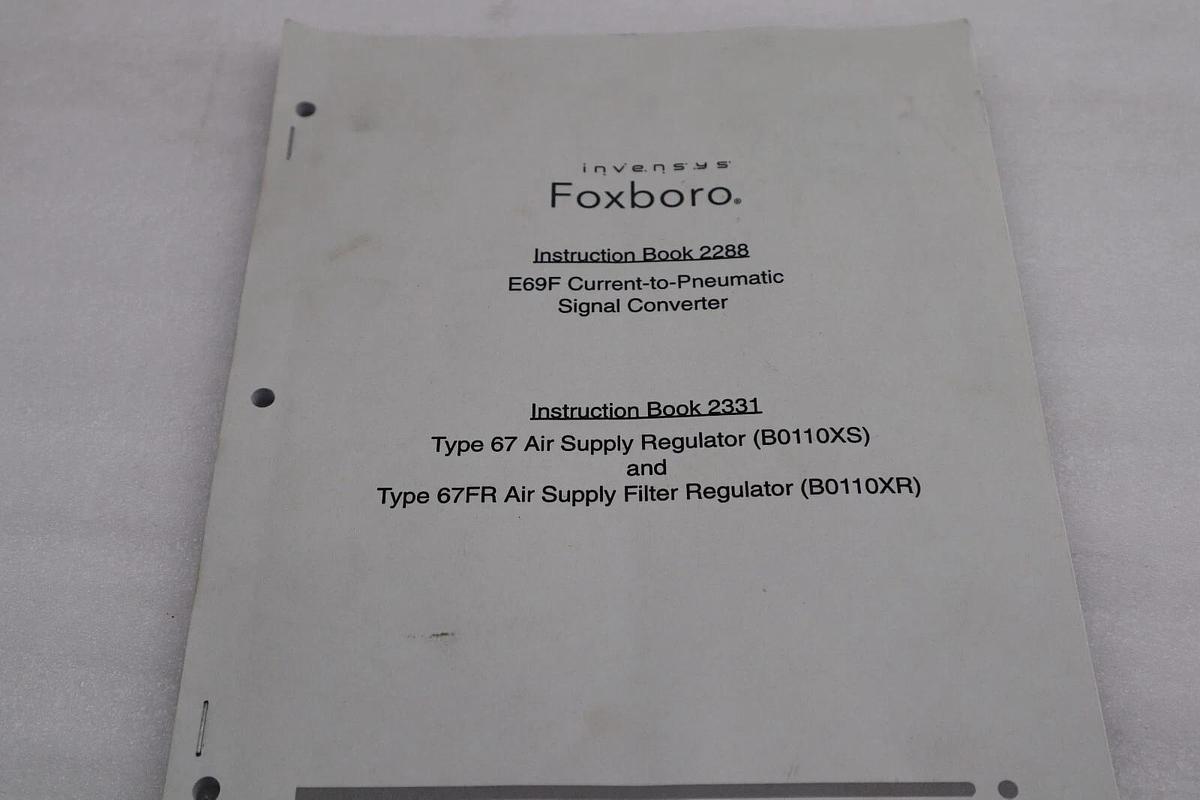 invensys
Foxboro®
Instruction Book 2288
E69F Current-to-Pneumatic
Signal Converter
Instruction Book 2331
Type 67 Air Supply Regulator (B0110XS)
and
Type 67FR Air Supply Filter Regulator (B0110XR)